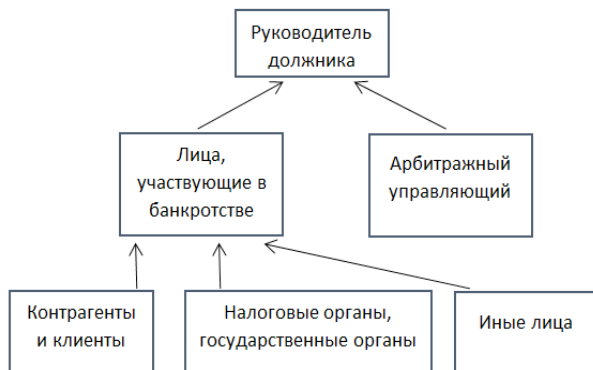 Руководитель
должника
Лица,
участвующие в
банкротстве
Арбитражный
управляющий
Контрагенты
и клиенты
Налоговые органы,
государственные органы
Иные лица